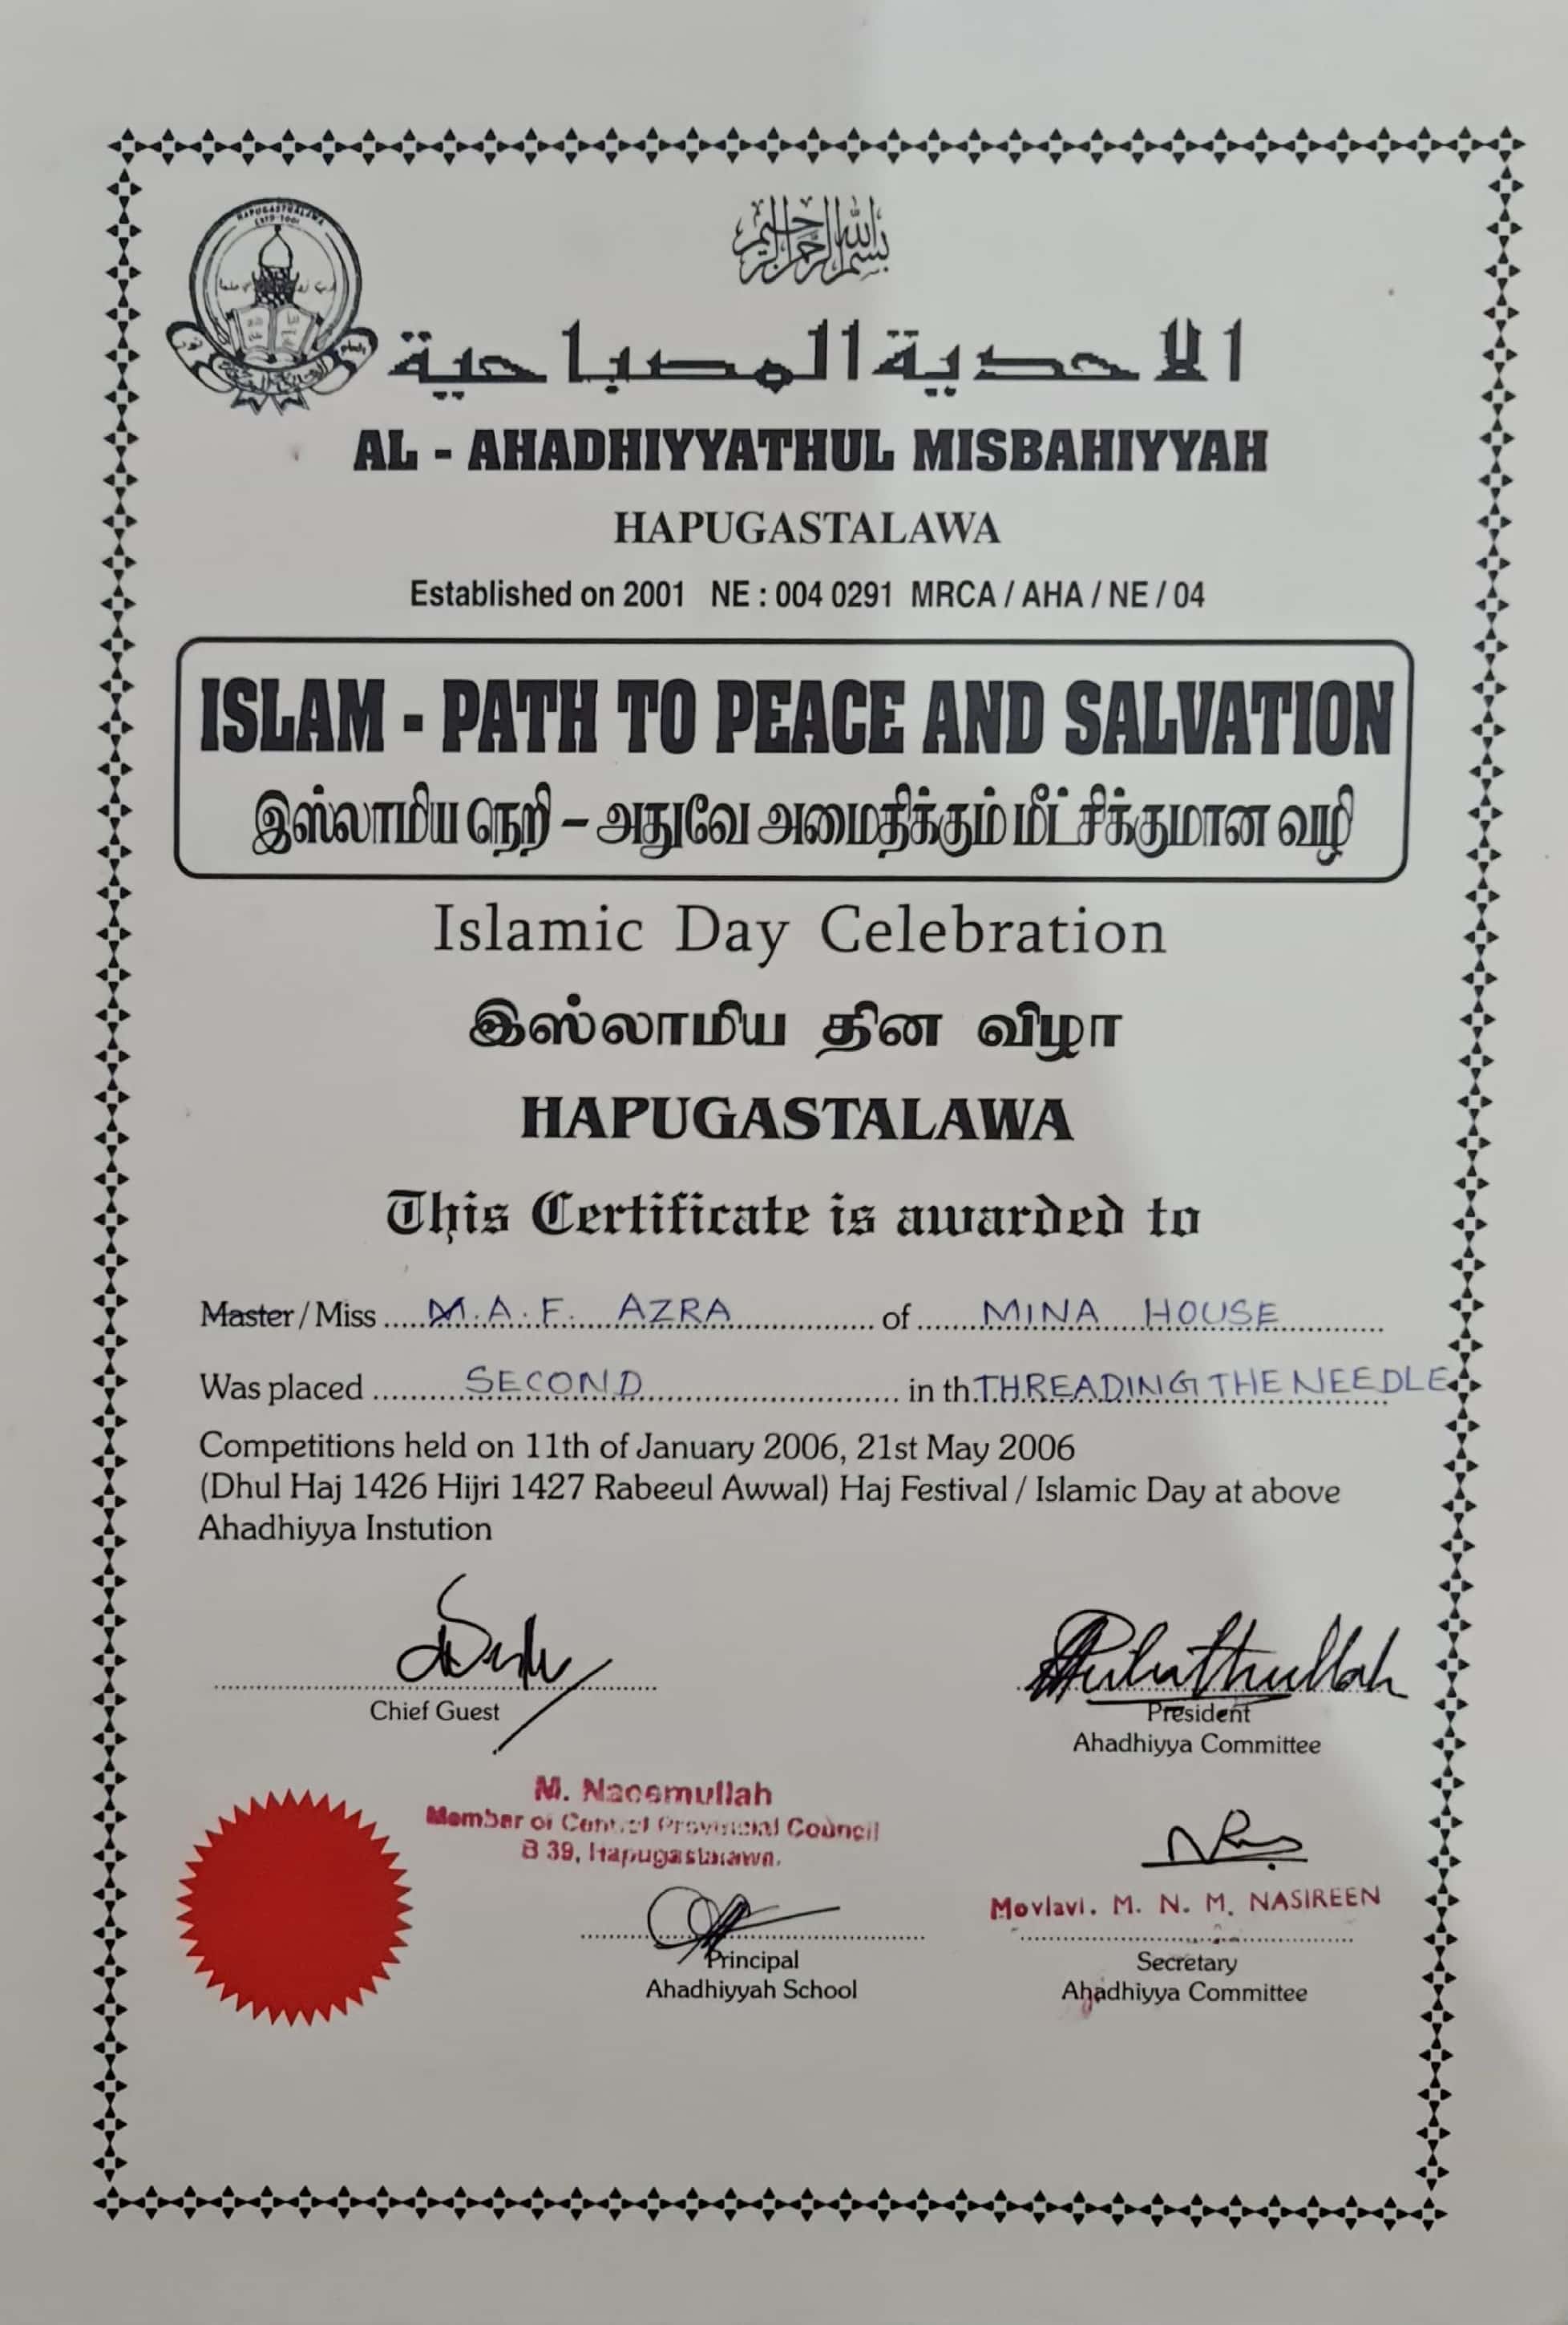 HAPUGASTHALAWA
بسم الله الرحمن الرحيم
الاحدية المصباحية
AL - AHADHIYYATHUL MISBAHIYYAH
HAPUGASTALAWA
Established on 2001 NE : 004 0291 MRCA / AHA / NE / 04
ISLAM - PATH TO PEACE AND SALVATION
இஸ்லாமிய நெறி – அதுவே அமைதிக்கும் மீட்சிக்குமான வழி
Islamic Day Celebration
இஸ்லாமிய தின விழா
HAPUGASTALAWA
This Certificate is awarded to
Master / Miss M.A.F. AZRA of MINA HOUSE
Was placed SECOND in th THREADING THE NEEDLE
Competitions held on 11th of January 2006, 21st May 2006
(Dhul Haj 1426 Hijri 1427 Rabeeul Awwal) Haj Festival / Islamic Day at above
Ahadhiyya Instution
Chief Guest
President
Ahadhiyya Committee
M. Naeemullah
Member of Central Provincial Council
B 39, Hapugastalawa.
Movlavi. M. N. M. NASIREEN
Principal
Ahadhiyyah School
Secretary
Ahadhiyya Committee